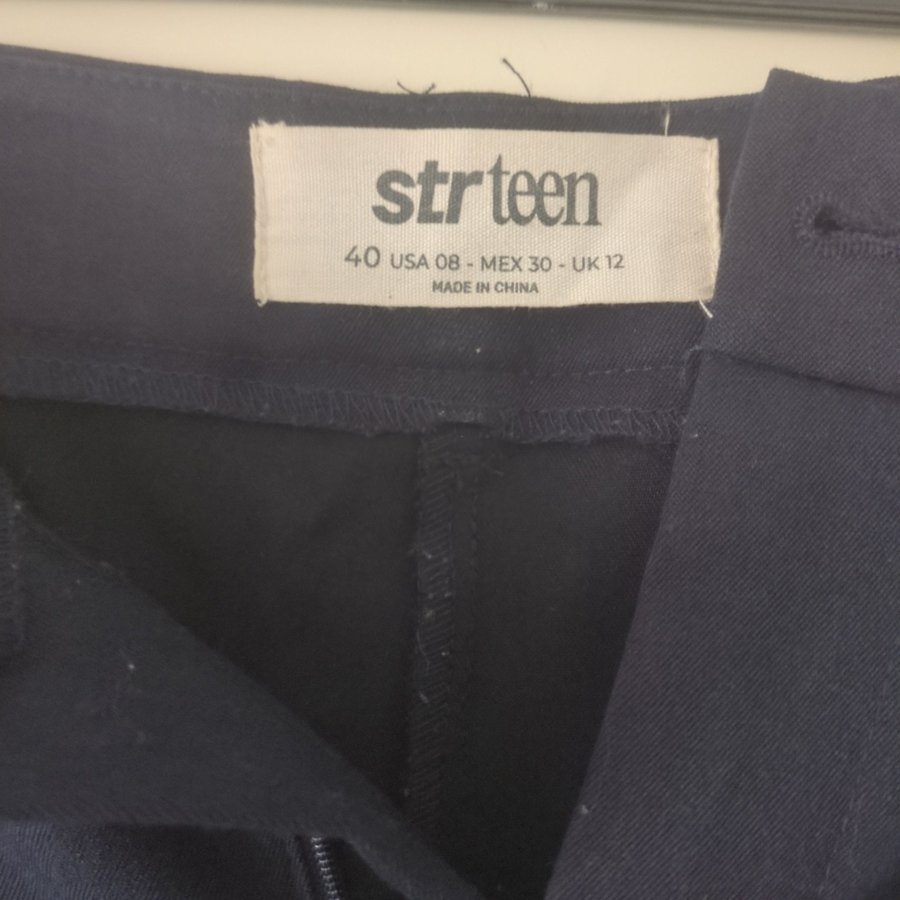 str teen
40 USA 08 - MEX 30 - UK 12
MADE IN CHINA